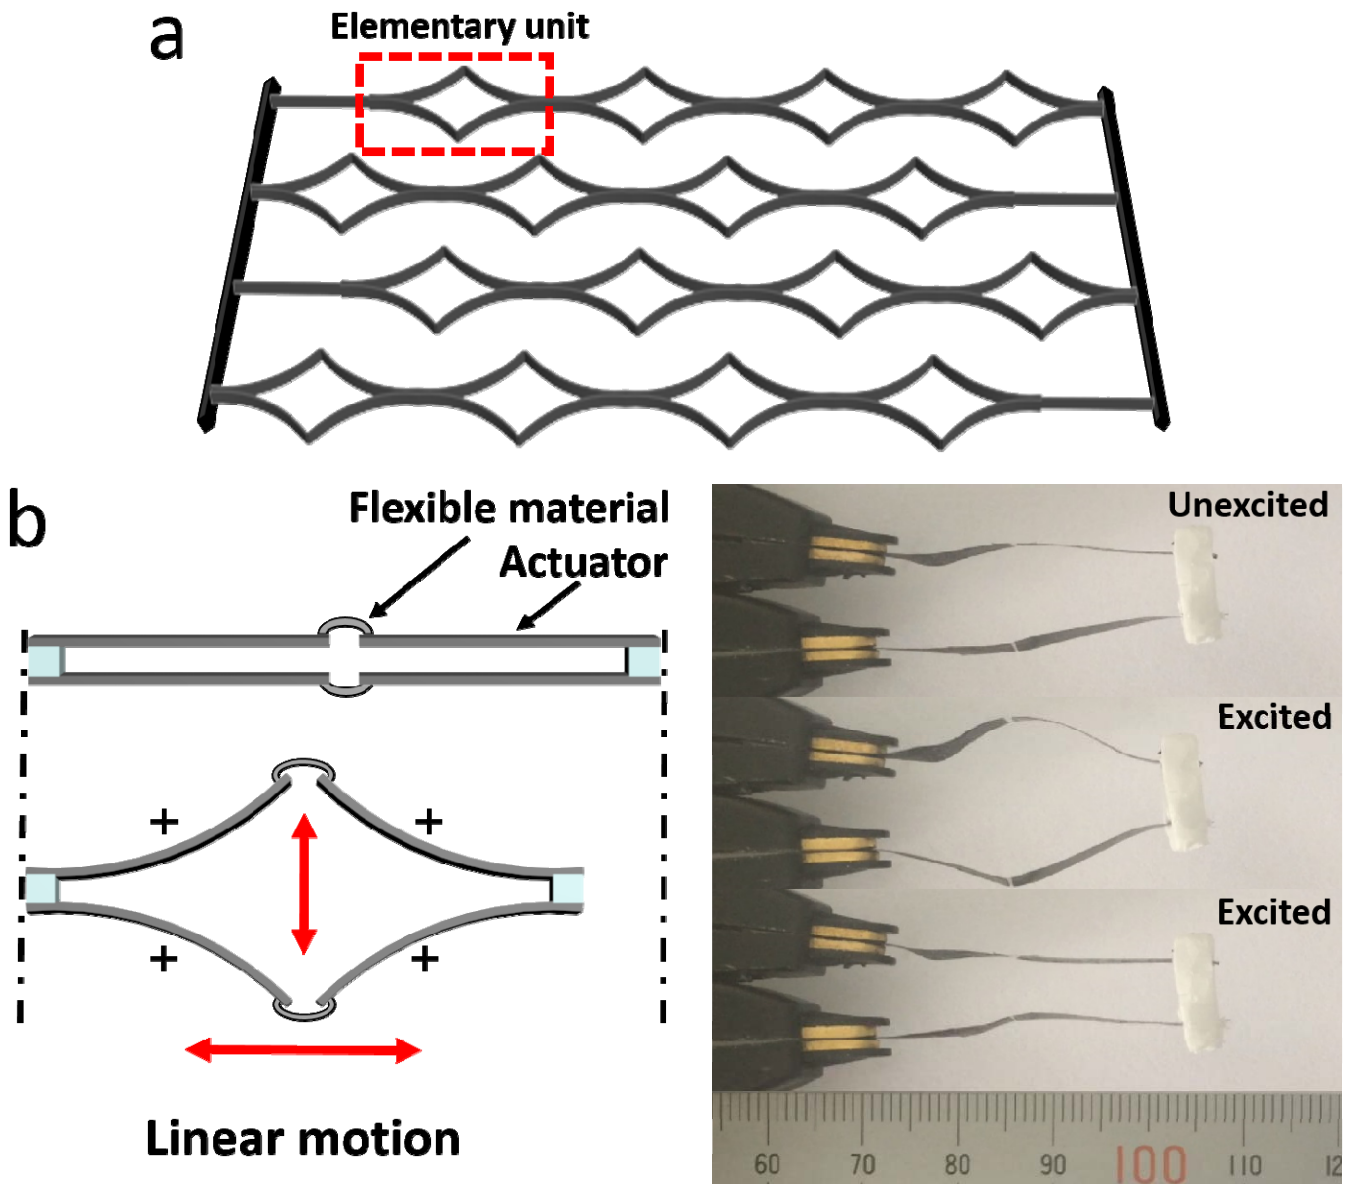 a
Elementary unit
b
Flexible material
Actuator
+ +
+ +
Linear motion
Unexcited
Excited
Excited
60 70 80 90 100 110 12